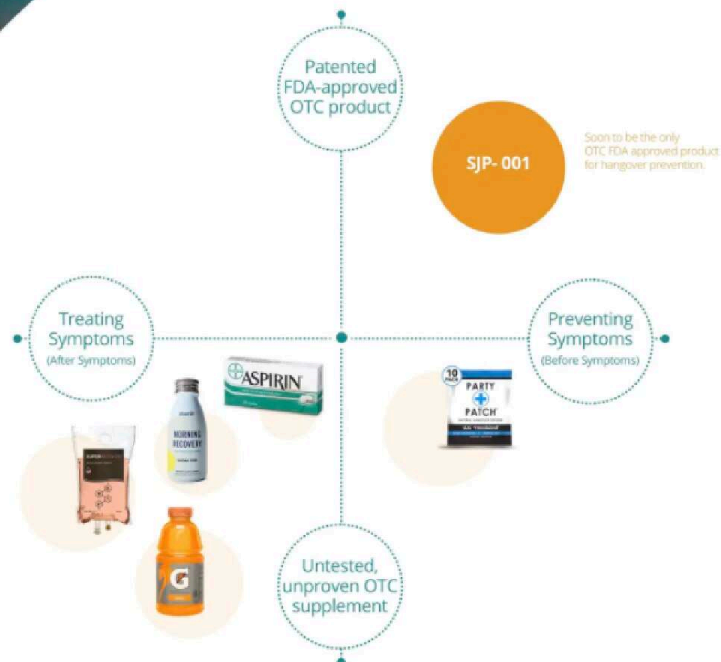 Patented
FDA-approved
OTC product
SJP- 001
Soon to be the only
OTC FDA approved product
for hangover prevention.
Treating
Symptoms
(After Symptoms)
Preventing
Symptoms
(Before Symptoms)
ASPIRIN
MORNING
RECOVERY
10
PACK
PARTY
PATCH
G
Untested,
unproven OTC
supplement